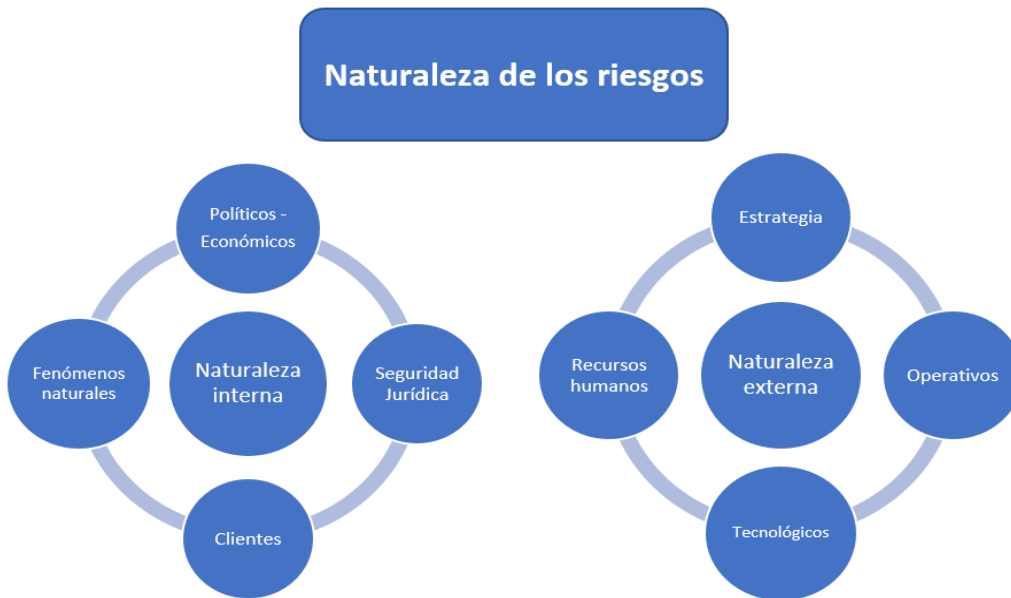 Naturaleza de los riesgos
Políticos -
Económicos
Fenómenos
naturales
Naturaleza
interna
Seguridad
Jurídica
Clientes
Estrategia
Recursos
humanos
Naturaleza
externa
Operativos
Tecnológicos